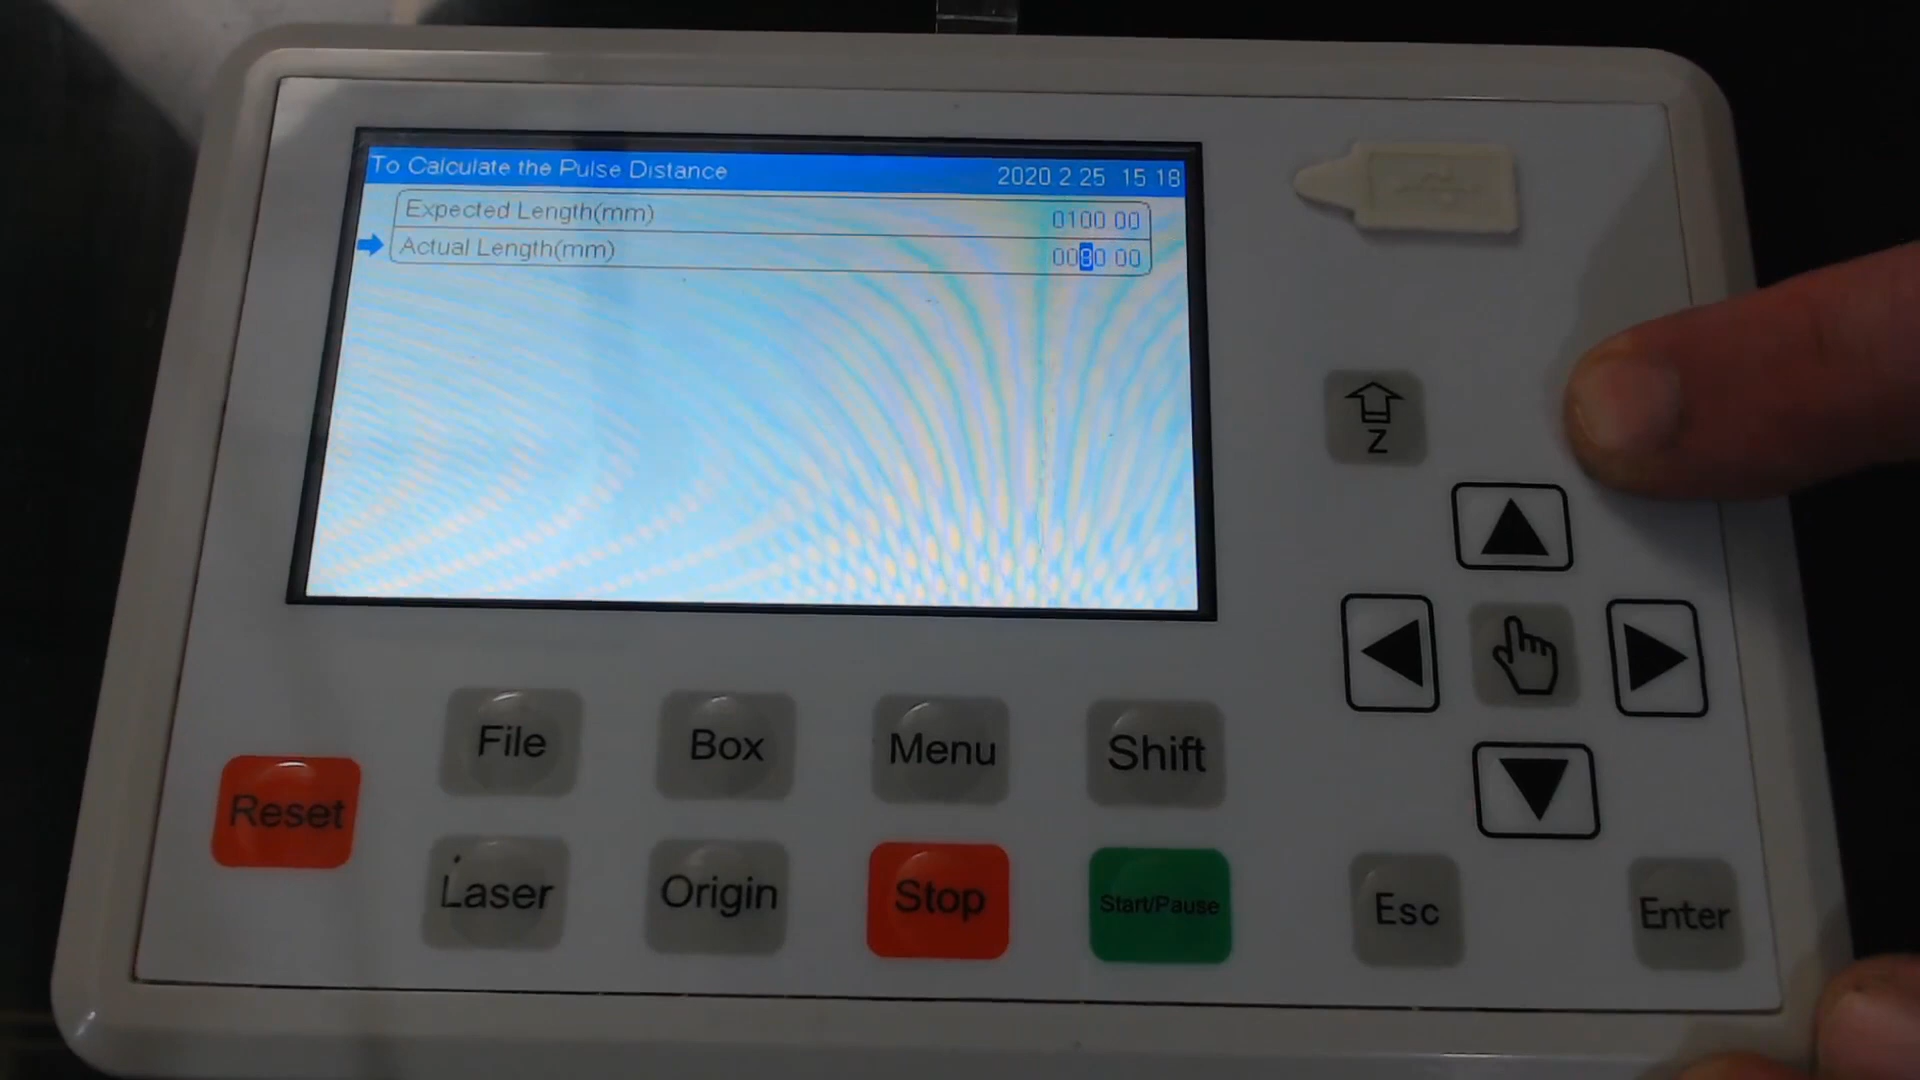 To Calculate the Pulse Distance 2020 2 25 15 18
Expected Length(mm) 0100.00
Actual Length(mm) 0080.00
Z
File Box Menu Shift
Reset
Laser Origin Stop Start/Pause Esc Enter